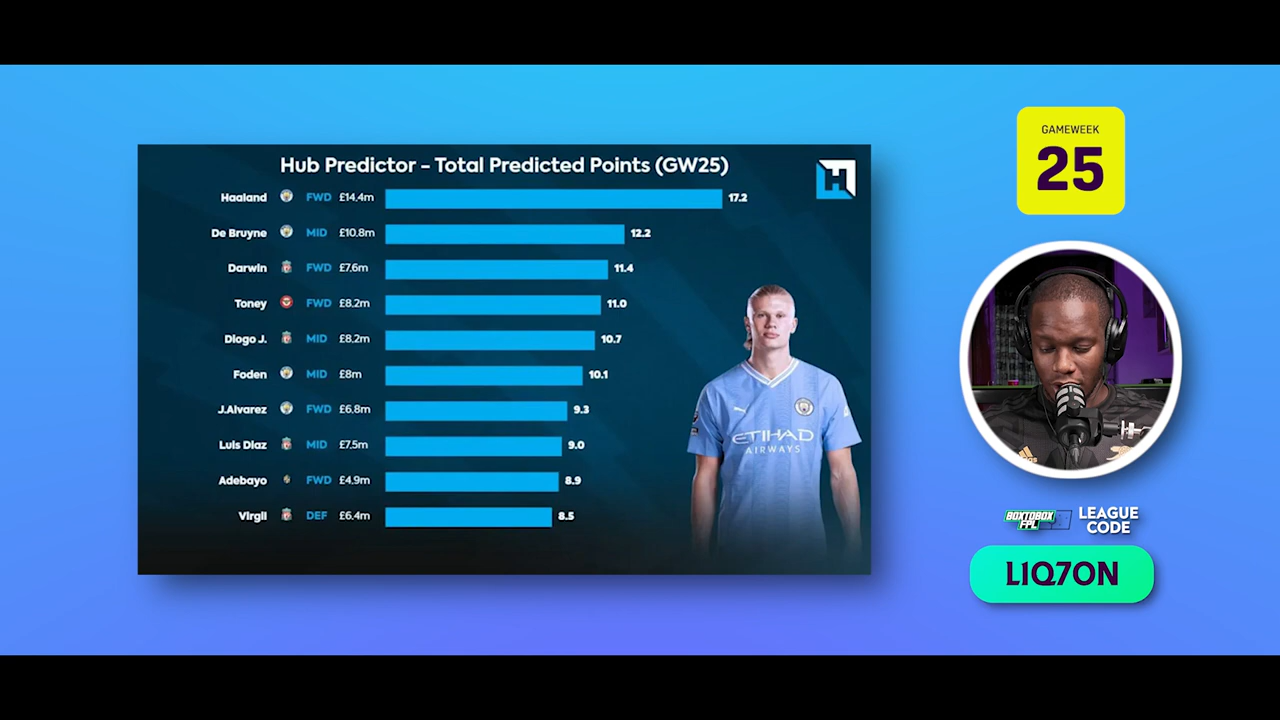 Hub Predictor – Total Predicted Points (GW25)
H
Haaland FWD £14.4m 17.2
De Bruyne MID £10.8m 12.2
Darwin FWD £7.6m 11.4
Toney FWD £8.2m 11.0
Diogo J. MID £8.2m 10.7
Foden MID £8m 10.1
J.Alvarez FWD £6.8m 9.3
Luis Diaz MID £7.5m 9.0
Adebayo FWD £4.9m 8.9
Virgil DEF £6.4m 8.5
ETIHAD
AIRWAYS
GAMEWEEK
25
adidas
BOXTOBOX
FPL
LEAGUE
CODE
L1Q7ON